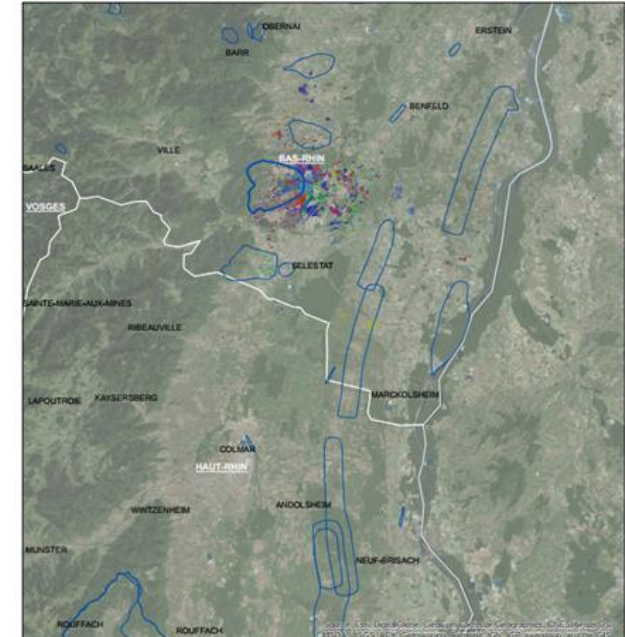 OBERNAI
ERSTEIN
BARR
BENFELD
VILLE
BAS-RHIN
SAALES
VOSGES
SELESTAT
SAINTE-MARIE-AUX-MINES
RIBEAUVILLE
LAPOUTROIE
KAYSERSBERG
MARCKOLSHEIM
COLMAR
HAUT-RHIN
ANDOLSHEIM
WINTZENHEIM
MUNSTER
NEUF-BRISACH
ROUFFACH
ROUFFACH